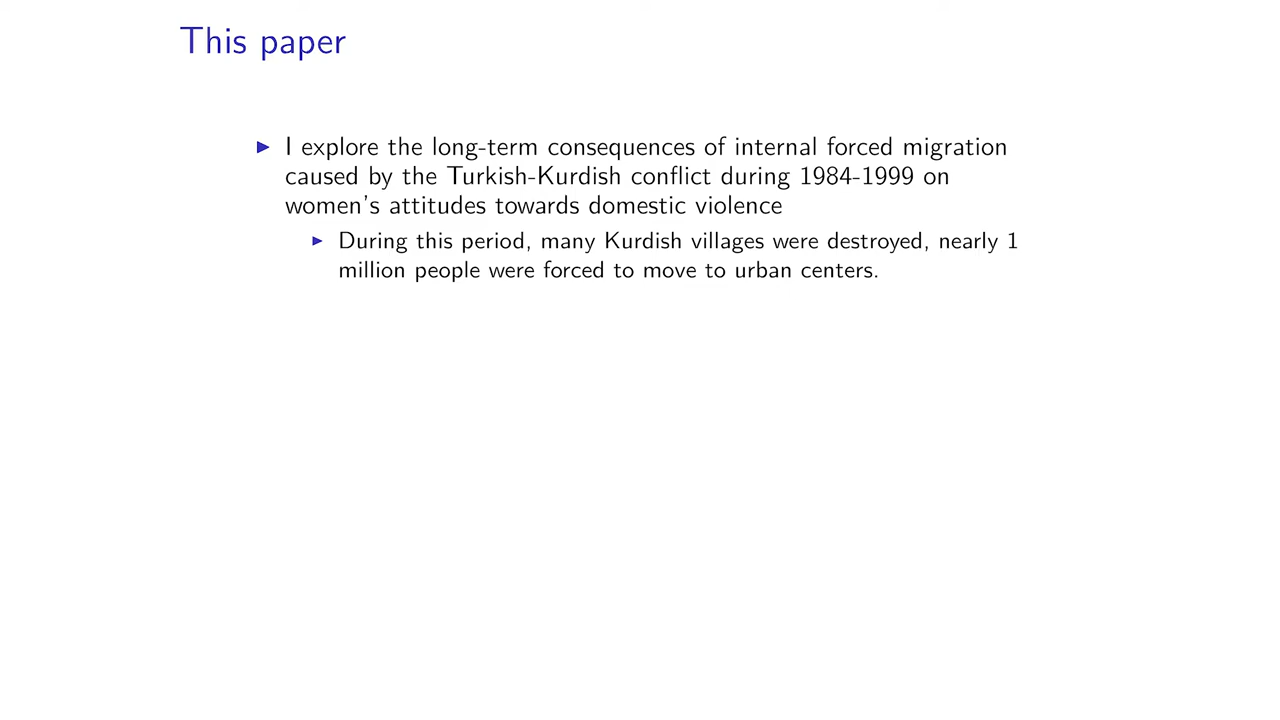 This paper
▶ I explore the long-term consequences of internal forced migration
caused by the Turkish-Kurdish conflict during 1984-1999 on
women's attitudes towards domestic violence
▶ During this period, many Kurdish villages were destroyed, nearly 1
million people were forced to move to urban centers.